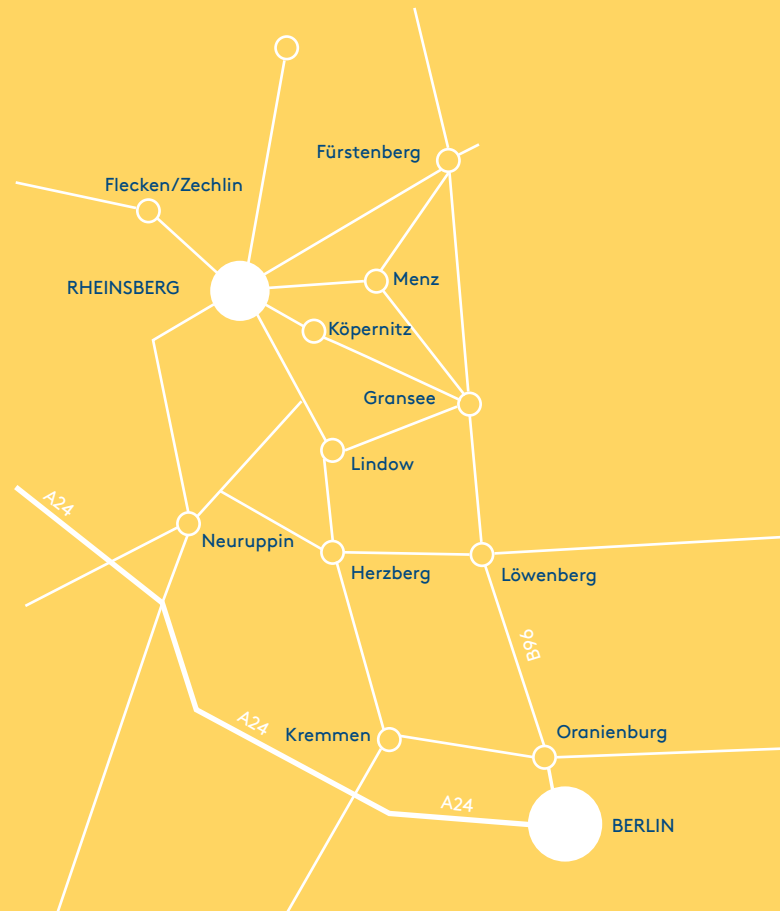 Fürstenberg
Flecken/Zechlin
RHEINSBERG
Menz
Köpernitz
Gransee
Lindow
A24
Neuruppin
Herzberg
Löwenberg
B96
A24
Kremmen
Oranienburg
A24
BERLIN